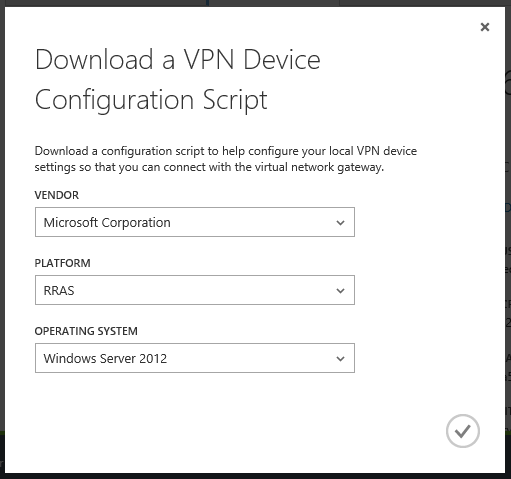 Download a VPN Device
Configuration Script
Download a configuration script to help configure your local VPN device
settings so that you can connect with the virtual network gateway.
VENDOR
Microsoft Corporation
PLATFORM
RRAS
OPERATING SYSTEM
Windows Server 2012